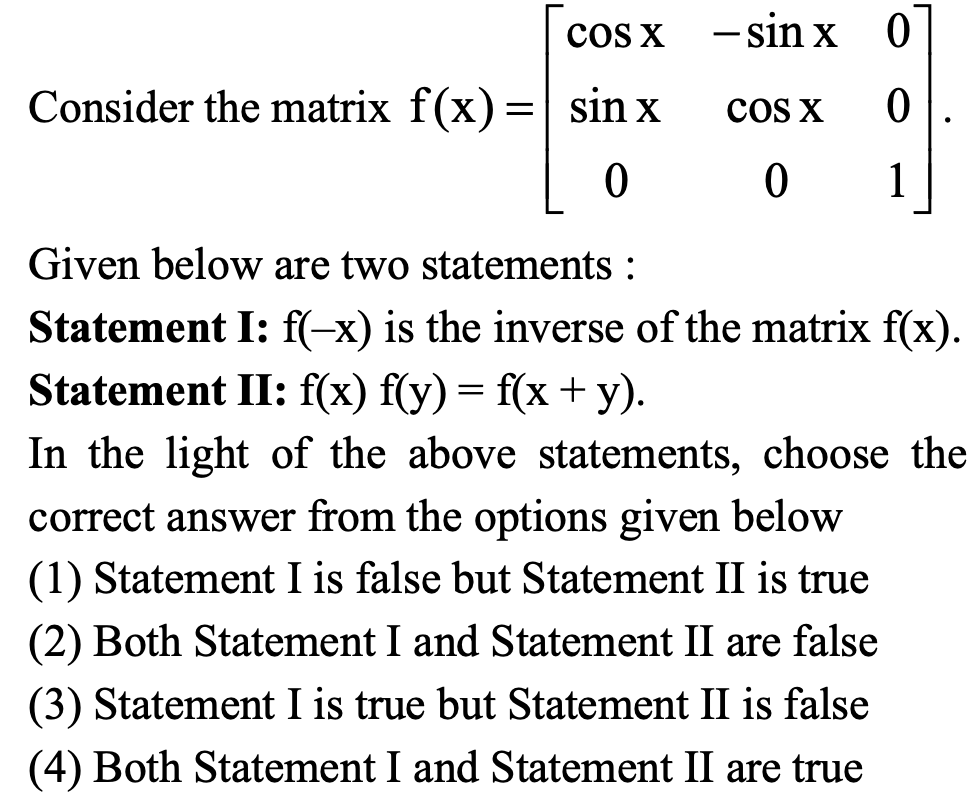 Consider the matrix f(x) = [cos x −sin x 0
sin x cos x 0
0 0 1].
Given below are two statements :
Statement I: f(–x) is the inverse of the matrix f(x).
Statement II: f(x) f(y) = f(x + y).
In the light of the above statements, choose the
correct answer from the options given below
(1) Statement I is false but Statement II is true
(2) Both Statement I and Statement II are false
(3) Statement I is true but Statement II is false
(4) Both Statement I and Statement II are true